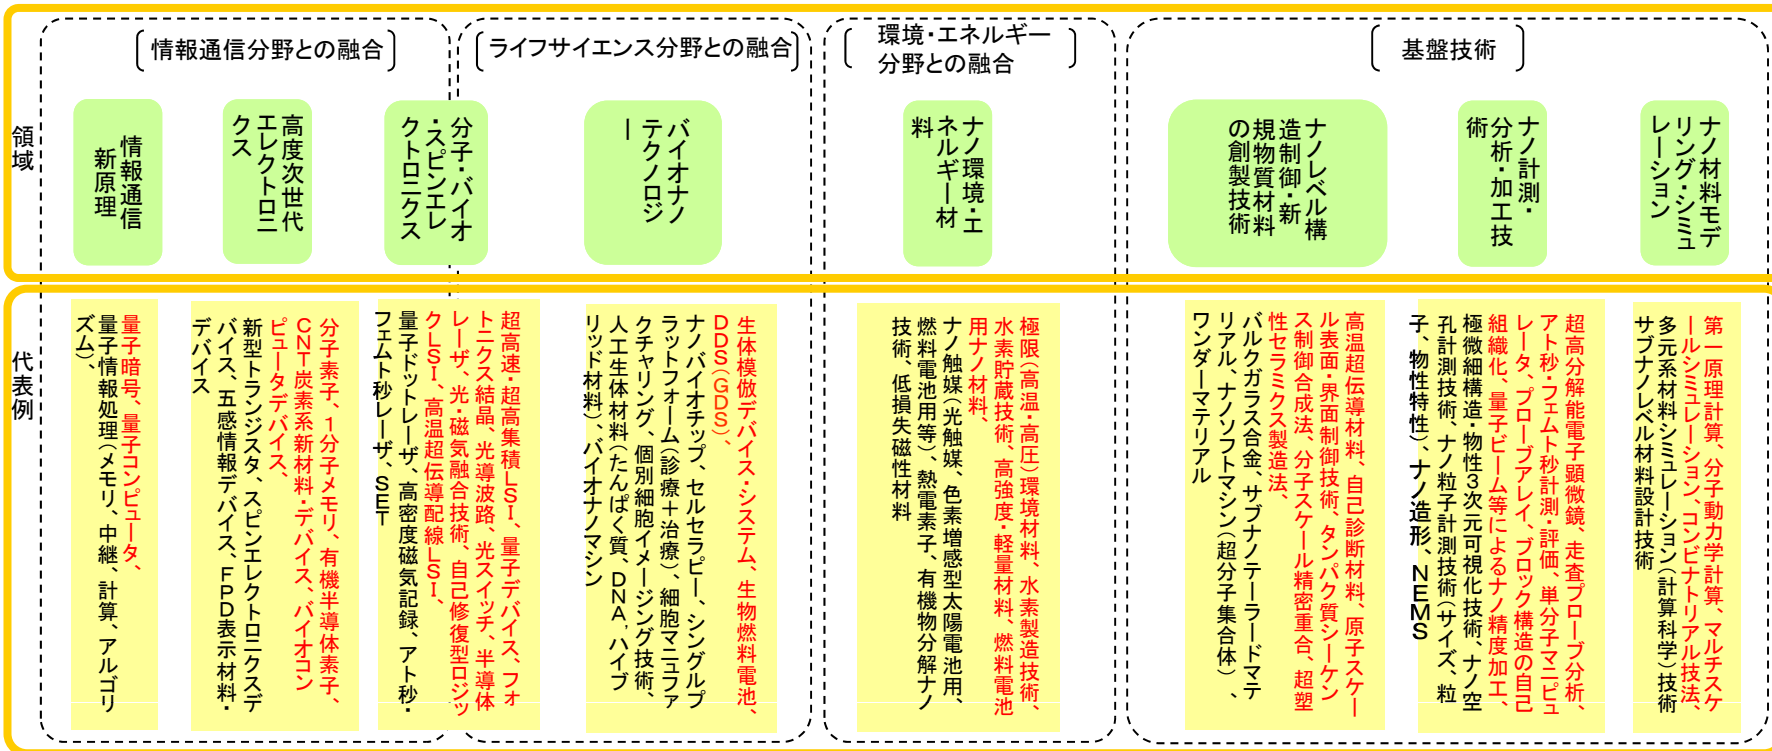 情報通信分野との融合
ライフサイエンス分野との融合
環境・エネルギー
分野との融合
基盤技術
領域
情報通信
新原理
高度次世代
エレクトロニ
クス
分子・バイオ
・スピンエレ
クトロニクス
バイオナノ
テクノロジ
ー
ナノ環境・エ
ネルギー材
料
ナノレベル構
造制御・新
規物質材料
の創製技術
ナノ計測・
分析・加工技
術
ナノ材料モデ
リング・シミュ
レーション
代表例
量子暗号、量子コンピュータ、
量子情報処理(メモリ、中継、計算、アルゴリ
ズム)、
分子素子、1分子メモリ、有機半導体素子、
CNT炭素系新材料・デバイス、バイオコン
ピュータデバイス、
新型トランジスタ、スピンエレクトロニクスデ
バイス、五感情報デバイス、FPD表示材料・
デバイス
超高速・超高集積LSI、量子デバイス、フォ
トニクス結晶、光導波路、光スイッチ、半導体
レーザ、光・磁気融合技術、自己修復型ロジッ
クLSI、高温超伝導配線LSI、
量子ドットレーザ、高密度磁気記録、アト秒・
フェムト秒レーザ、SET
生体模倣デバイス・システム、生物燃料電池、
DDS(GDS)、
ナノバイオチップ、セルセラピー、シングルプ
ラットフォーム(診療+治療)、細胞マニュファ
クチャリング、個別細胞イメージング技術、
人工生体材料(たんぱく質、DNA,ハイブ
リッド材料)、バイオナノマシン
極限(高温・高圧)環境材料、水素製造技術、
水素貯蔵技術、高強度・軽量材料、燃料電池
用ナノ材料、
ナノ触媒(光触媒、色素増感型太陽電池用、
燃料電池用等)、熱電素子、有機物分解ナノ
技術、低損失磁性材料
高温超伝導材料、自己診断材料、原子スケー
ル表面・界面制御技術、タンパク質シーケン
ス制御合成法、分子スケール精密重合、超塑
性セラミクス製造法、
バルクガラス合金、サブナノテーラードマテ
リアル、ナノソフトマシン(超分子集合体)、
ワンダーマテリアル
超高分解能電子顕微鏡、走査プローブ分析、
アト秒・フェムト秒計測・評価、単分子マニピュ
レータ、プローブアレイ、ブロック構造の自己
組織化、量子ビーム等によるナノ精度加工、
極微細構造・物性3次元可視化技術、ナノ空
孔計測技術、ナノ粒子計測技術(サイズ、粒
子、物性特性)、ナノ造形、NEMS
第一原理計算、分子動力学計算、マルチスケ
ールシミュレーション、コンビナトリアル技法、
多元系材料シミュレーション(計算科学)技術
サブナノレベル材料設計技術